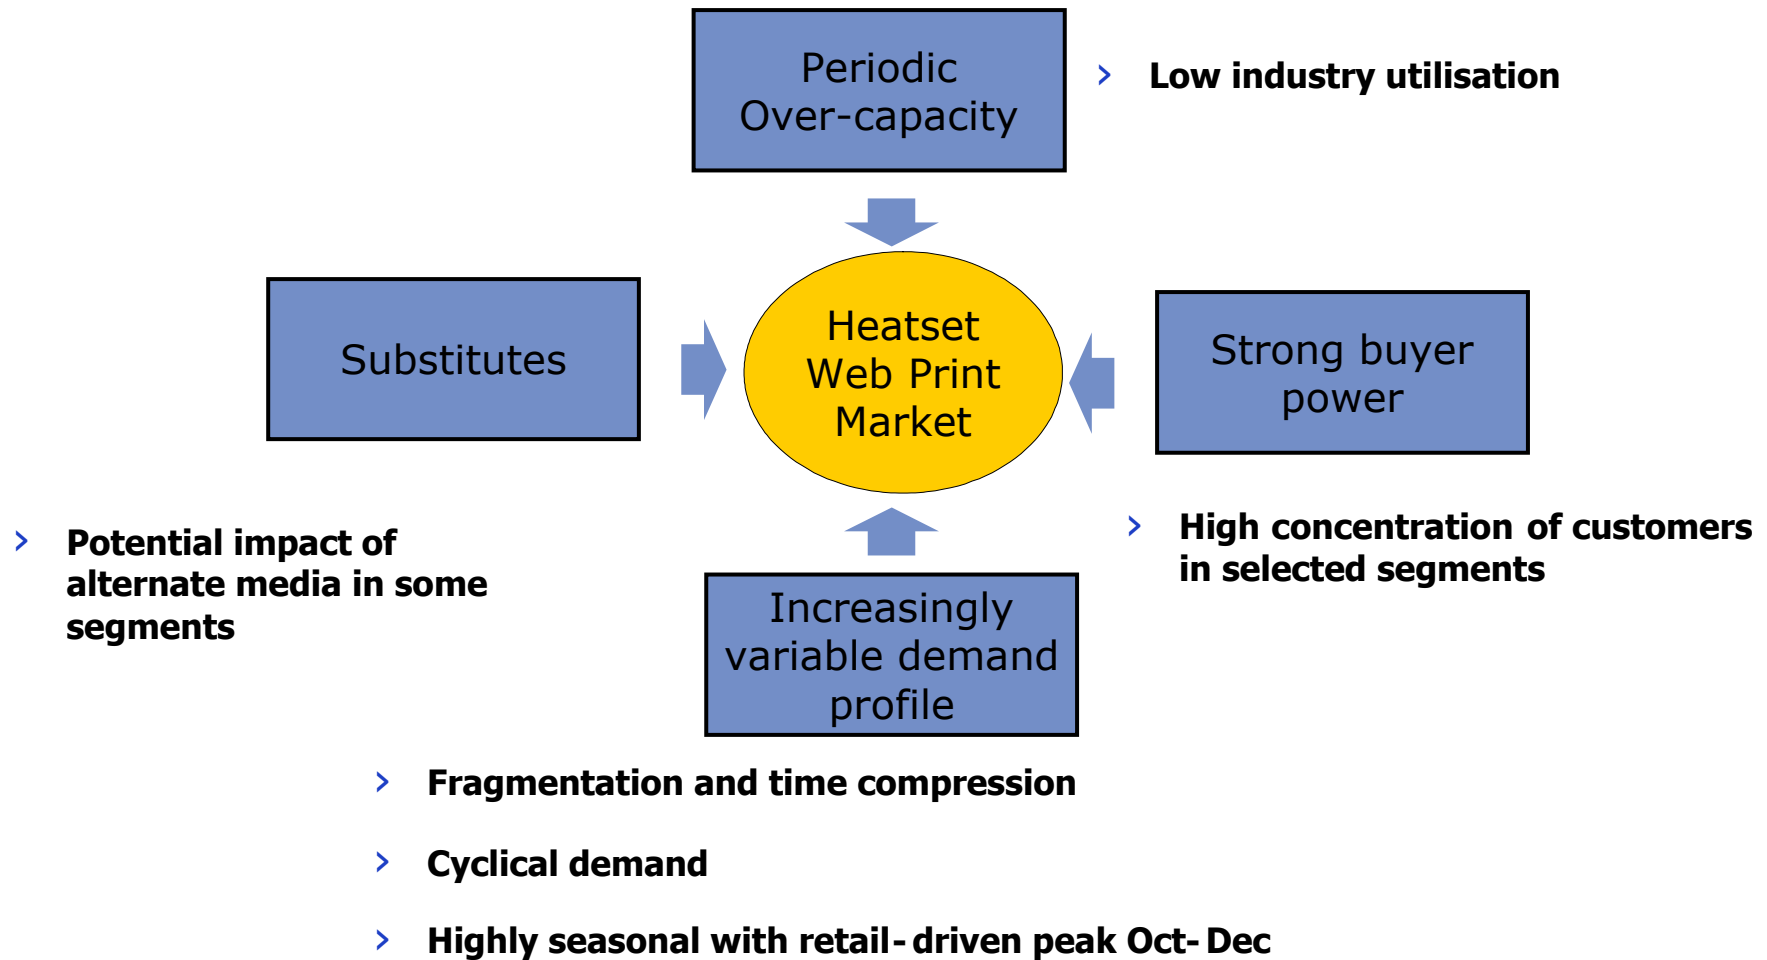 Periodic
Over-capacity
› Low industry utilisation
Substitutes
Heatset
Web Print
Market
Strong buyer
power
› Potential impact of
alternate media in some
segments
› High concentration of customers
in selected segments
Increasingly
variable demand
profile
› Fragmentation and time compression
› Cyclical demand
› Highly seasonal with retail-driven peak Oct-Dec